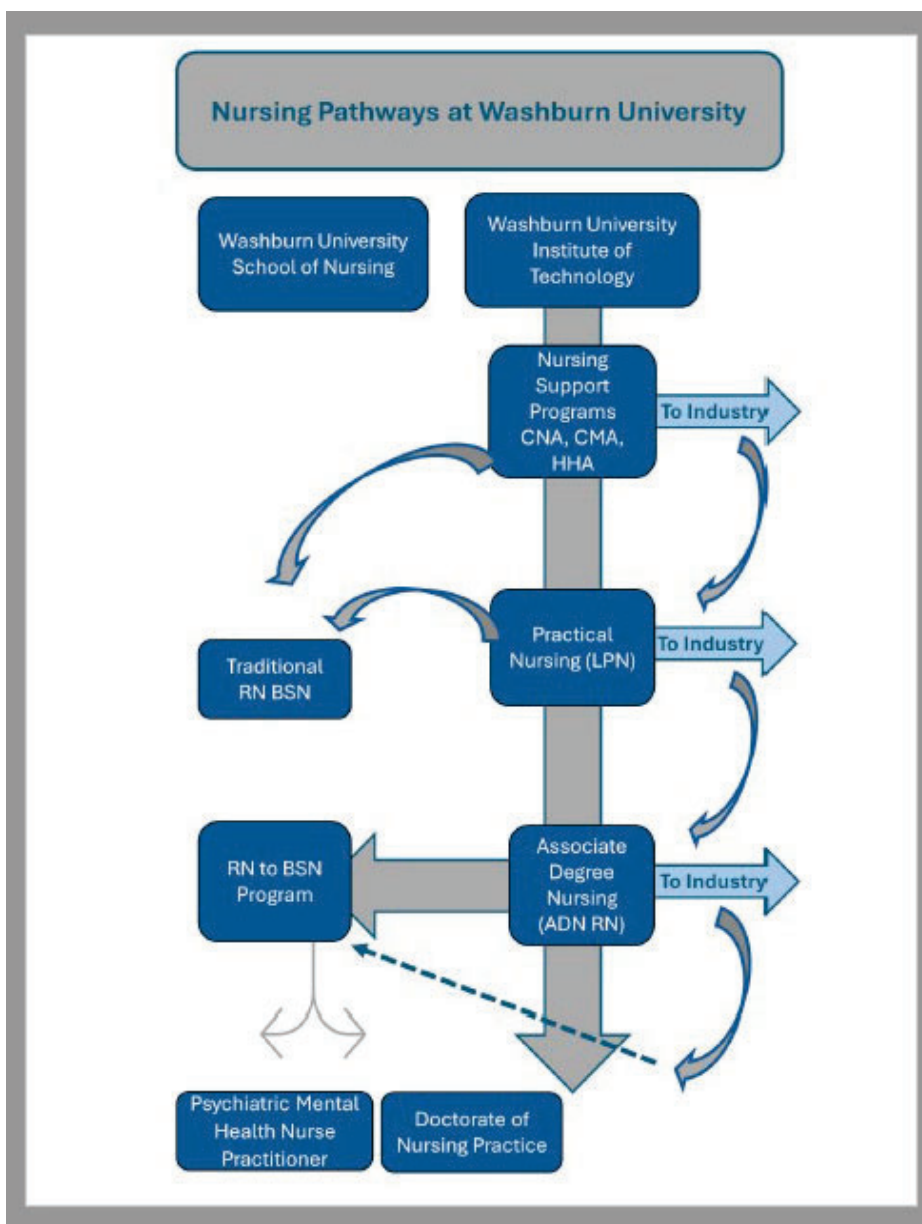 Nursing Pathways at Washburn University
Washburn University
School of Nursing
Washburn University
Institute of
Technology
Nursing
Support
Programs
CNA, CMA,
HHA
To Industry
Traditional
RN BSN
Practical
Nursing (LPN)
To Industry
RN to BSN
Program
Associate
Degree
Nursing
(ADN RN)
To Industry
Psychiatric Mental
Health Nurse
Practitioner
Doctorate of
Nursing Practice